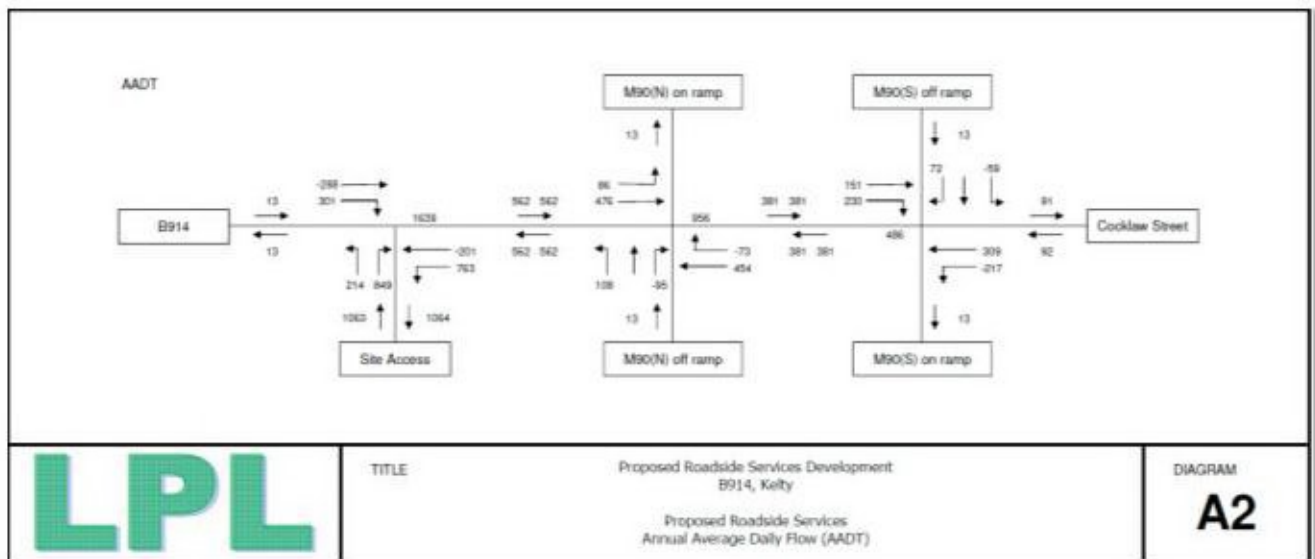 AADT
M90(N) on ramp
M90(S) off ramp
13
13
-288
301
86
476
151
230
72
-59
13
562 562
381 381
91
B914
1638
956
486
Cocklaw Street
13
562 562
381 381
92
-201
763
-73
454
309
-217
214 849
108
-95
1063
1064
13
13
Site Access
M90(N) off ramp
M90(S) on ramp
LPL
TITLE
Proposed Roadside Services Development
B914, Kelty
Proposed Roadside Services
Annual Average Daily Flow (AADT)
DIAGRAM
A2